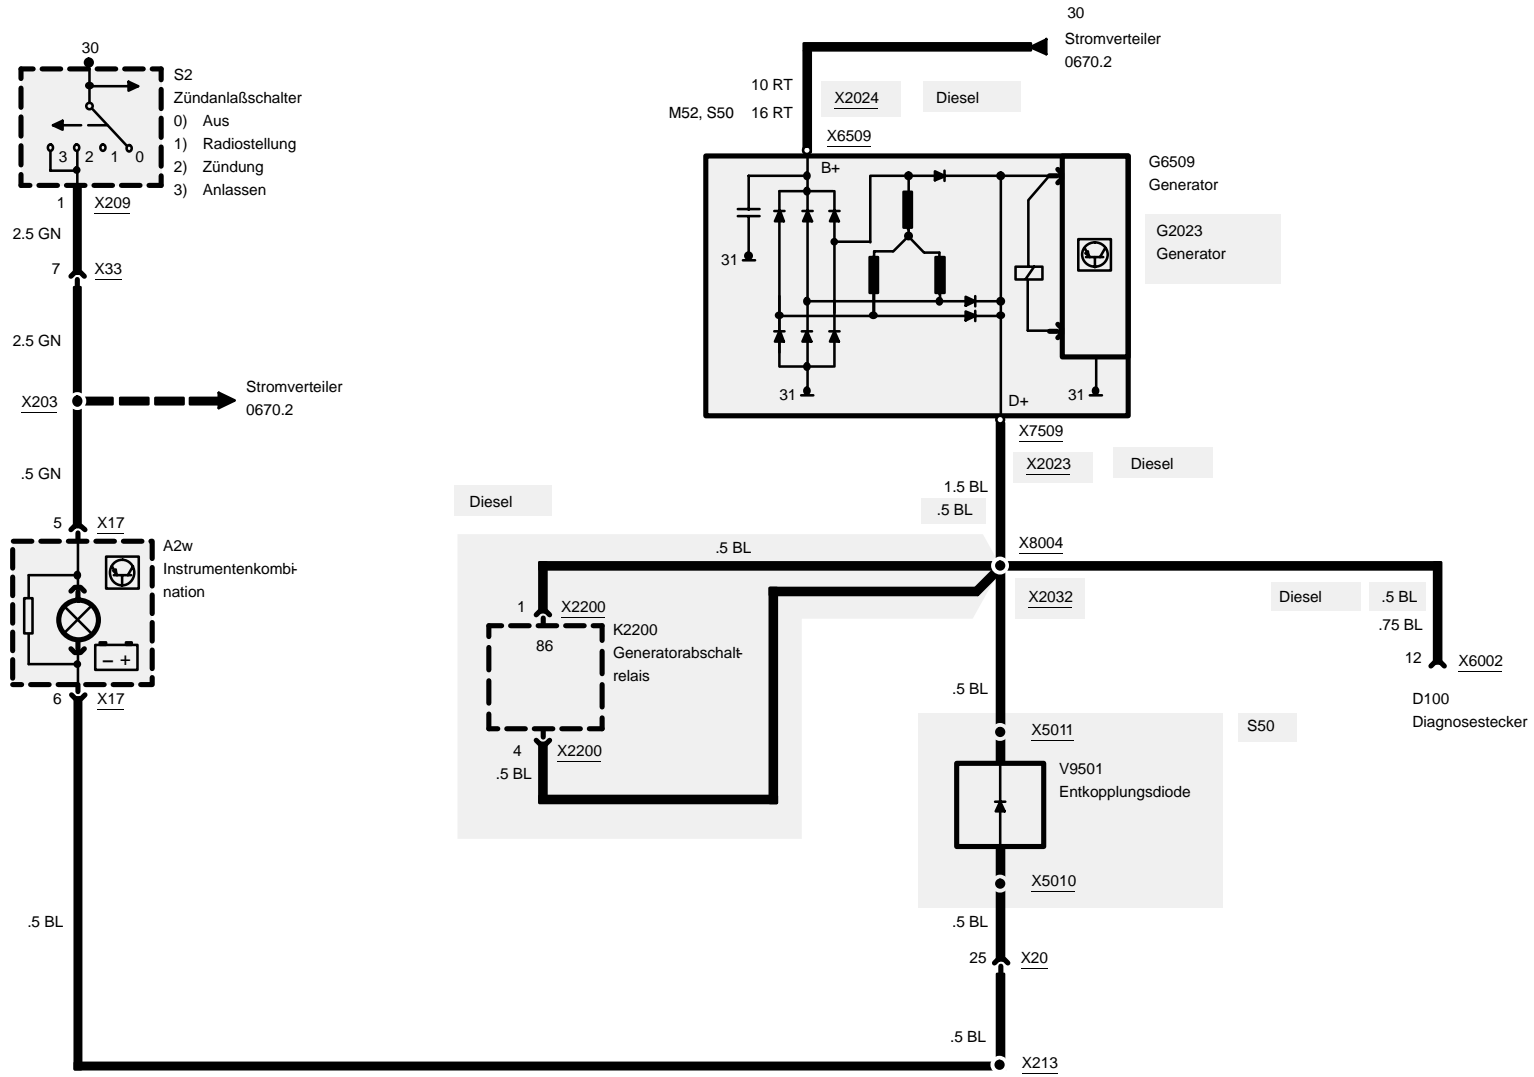 30
S2
Zündanlaßschalter
0) Aus
1) Radiostellung
2) Zündung
3) Anlassen
3 2 1 0
1 X209
2.5 GN
7 X33
2.5 GN
X203
Stromverteiler
0670.2
.5 GN
5 X17
A2w
Instrumentenkombi-
nation
- +
6 X17
.5 BL
30
Stromverteiler
0670.2
10 RT
M52, S50 16 RT
X2024
Diesel
X6509
B+
G6509
Generator
G2023
Generator
31
31
31
D+
X7509
X2023
Diesel
1.5 BL
.5 BL
Diesel
.5 BL
X8004
X2032
1 X2200
86
K2200
Generatorabschalt-
relais
4 X2200
.5 BL
Diesel
.5 BL
.75 BL
12 X6002
D100
Diagnosestecker
.5 BL
X5011
S50
V9501
Entkopplungsdiode
X5010
.5 BL
25 X20
.5 BL
X213